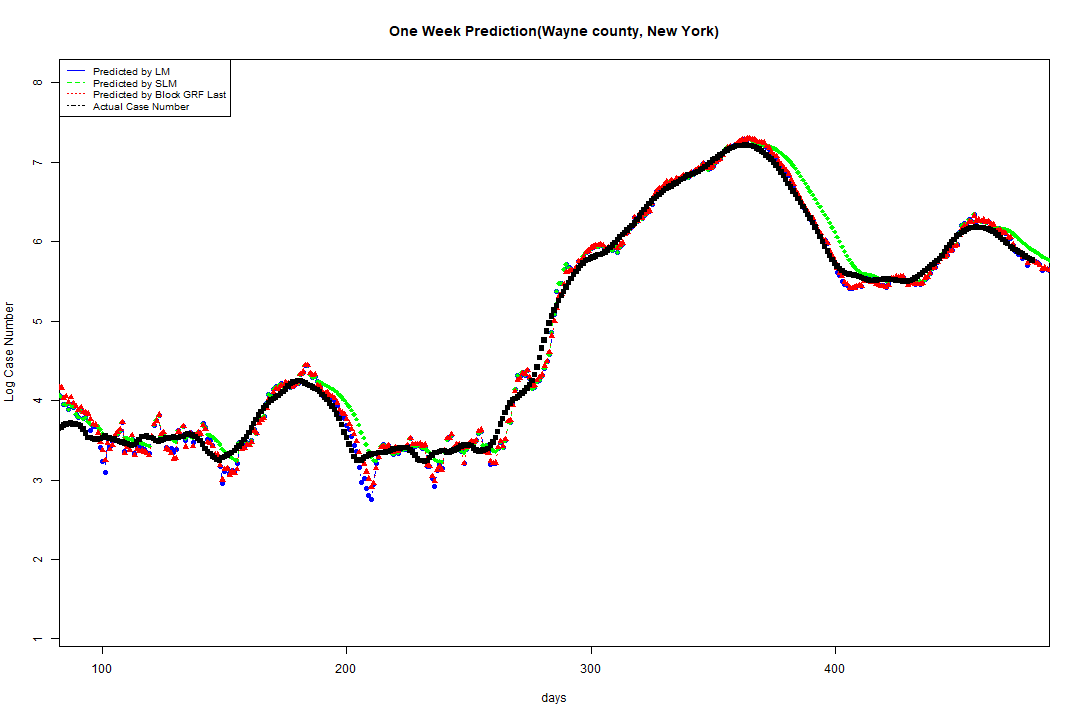 One Week Prediction(Wayne county, New York)
Predicted by LM
Predicted by SLM
Predicted by Block GRF Last
Actual Case Number
8
7
6
5
4
3
2
1
Log Case Number
100 200 300 400
days